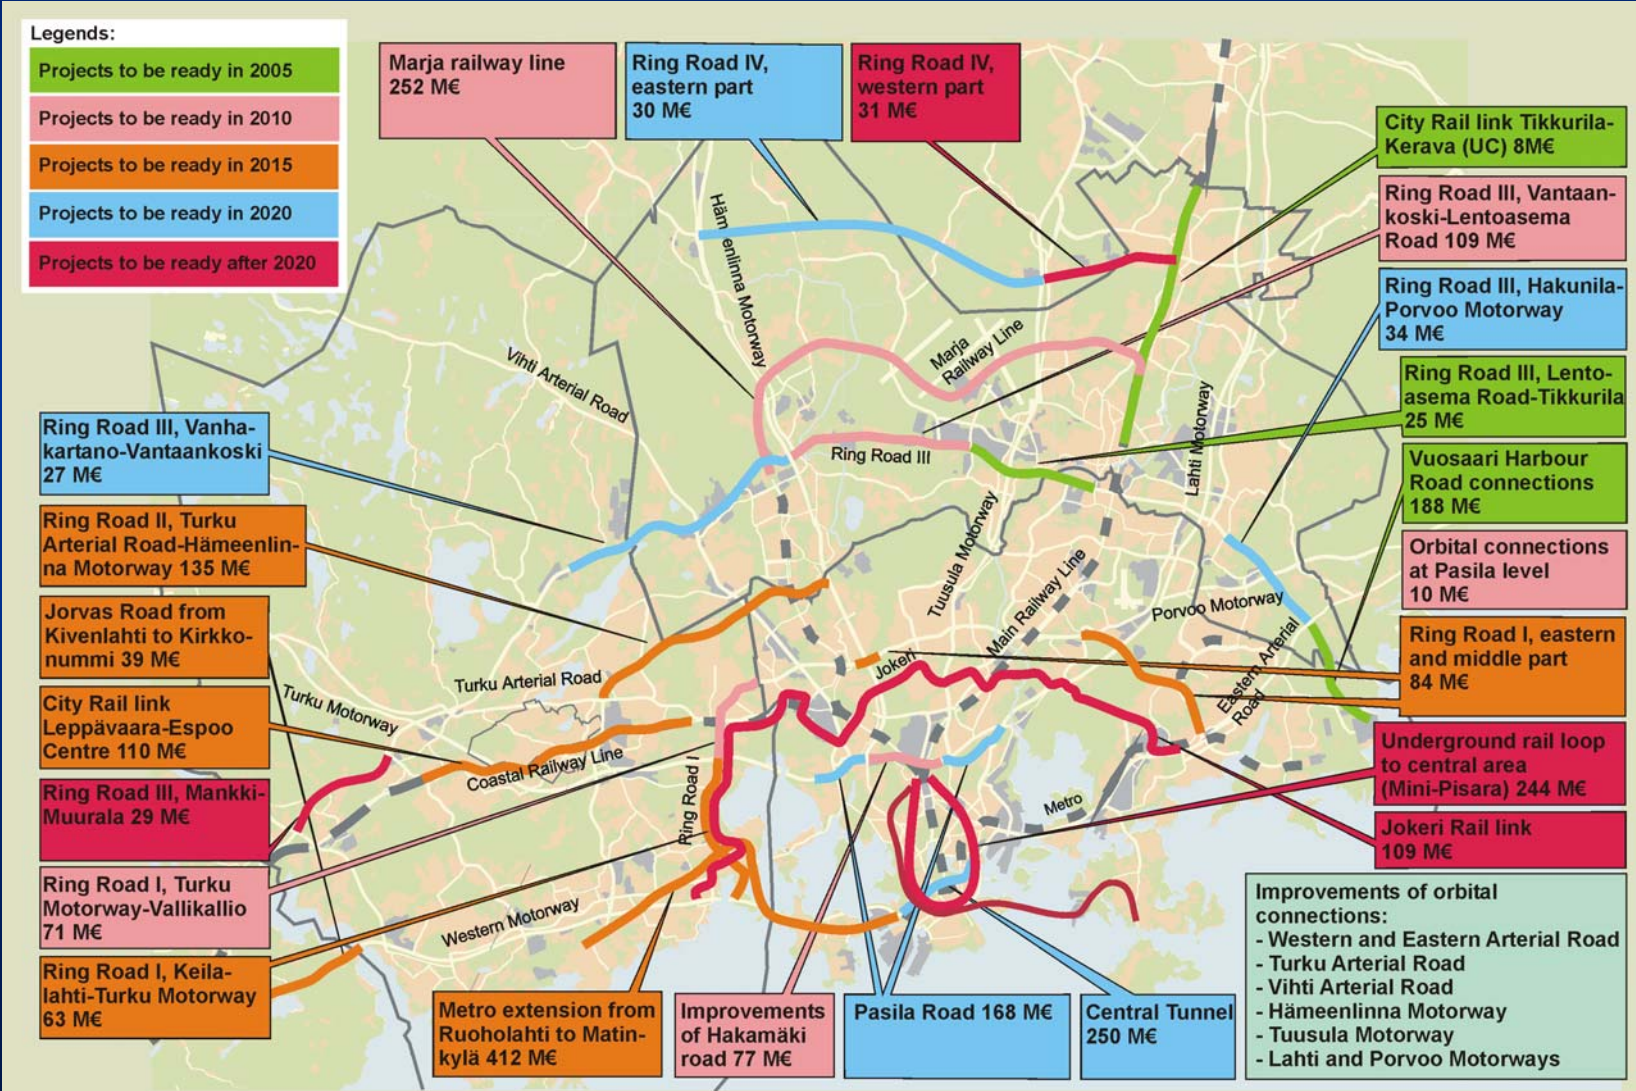 Legends:
Projects to be ready in 2005
Projects to be ready in 2010
Projects to be ready in 2015
Projects to be ready in 2020
Projects to be ready after 2020
Marja railway line
252 M€
Ring Road IV,
eastern part
30 M€
Ring Road IV,
western part
31 M€
City Rail link Tikkurila-
Kerava (UC) 8M€
Ring Road III, Vantaan-
koski-Lentoasema
Road 109 M€
Ring Road III, Hakunila-
Porvoo Motorway
34 M€
Ring Road III, Lento-
asema Road-Tikkurila
25 M€
Vuosaari Harbour
Road connections
188 M€
Orbital connections
at Pasila level
10 M€
Ring Road I, eastern
and middle part
84 M€
Underground rail loop
to central area
(Mini-Pisara) 244 M€
Jokeri Rail link
109 M€
Improvements of orbital
connections:
- Western and Eastern Arterial Road
- Turku Arterial Road
- Vihti Arterial Road
- Hämeenlinna Motorway
- Tuusula Motorway
- Lahti and Porvoo Motorways
Ring Road III, Vanha-
kartano-Vantaankoski
27 M€
Ring Road II, Turku
Arterial Road-Hämeenlin-
na Motorway 135 M€
Jorvas Road from
Kivenlahti to Kirkko-
nummi 39 M€
City Rail link
Leppävaara-Espoo
Centre 110 M€
Ring Road III, Mankki-
Muurala 29 M€
Ring Road I, Turku
Motorway-Vallikallio
71 M€
Ring Road I, Keila-
lahti-Turku Motorway
63 M€
Metro extension from
Ruoholahti to Matin-
kylä 412 M€
Improvements
of Hakamäki
road 77 M€
Pasila Road 168 M€
Central Tunnel
250 M€
Hämeenlinna Motorway
Vihti Arterial Road
Marja
Railway Line
Ring Road III
Lahti Motorway
Tuusula Motorway
Main Railway Line
Porvoo Motorway
Eastern Arterial
Road
Jokeri
Turku Arterial Road
Turku Motorway
Coastal Railway Line
Ring Road I
Metro
Western Motorway